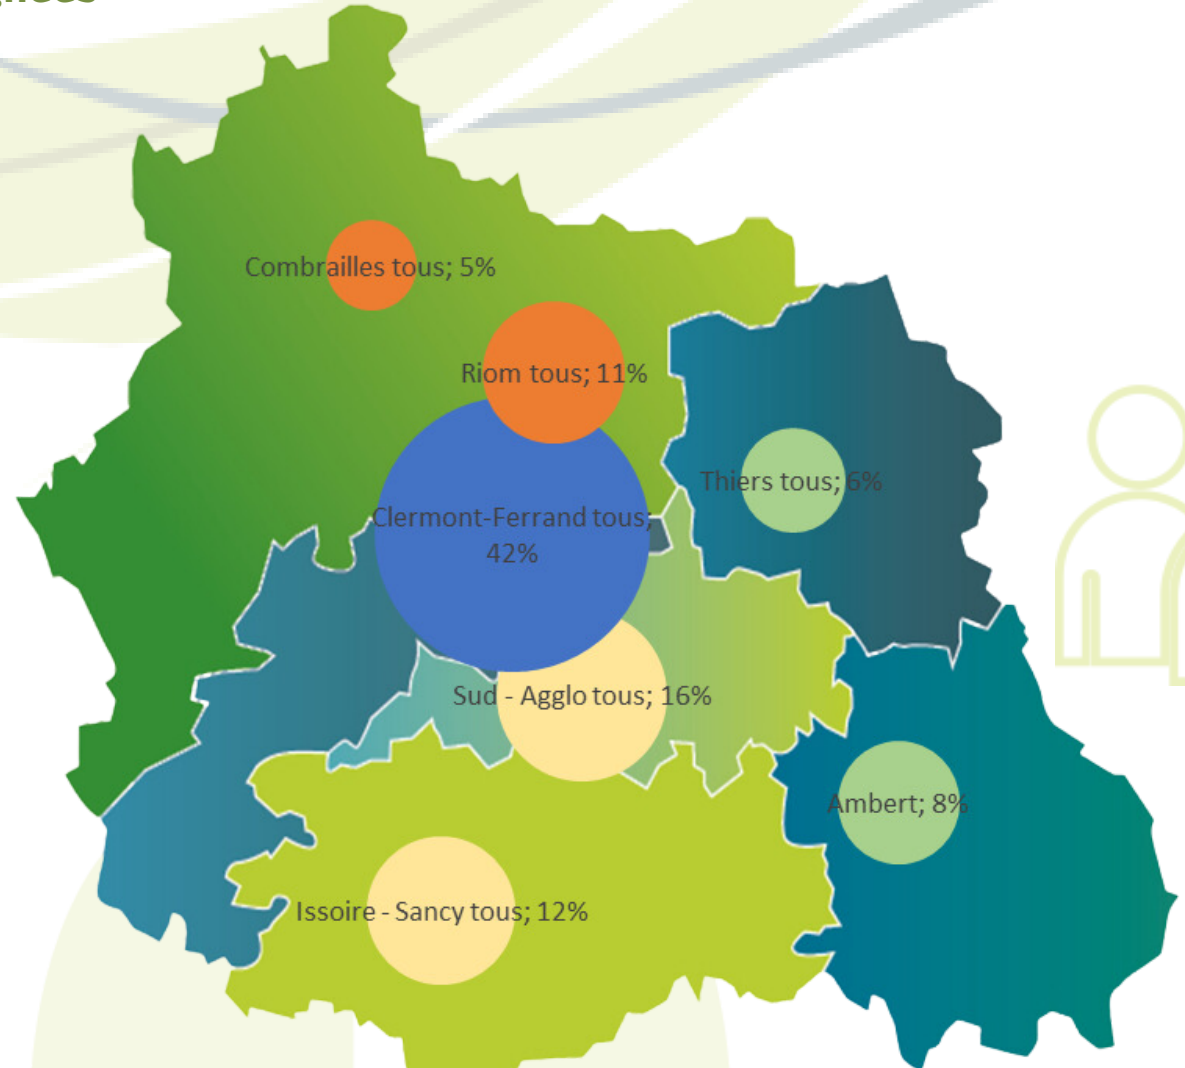 Combrailles tous; 5%
Riom tous; 11%
Thiers tous; 6%
Clermont-Ferrand tous;
42%
Sud - Agglo tous; 16%
Ambert; 8%
Issoire - Sancy tous; 12%